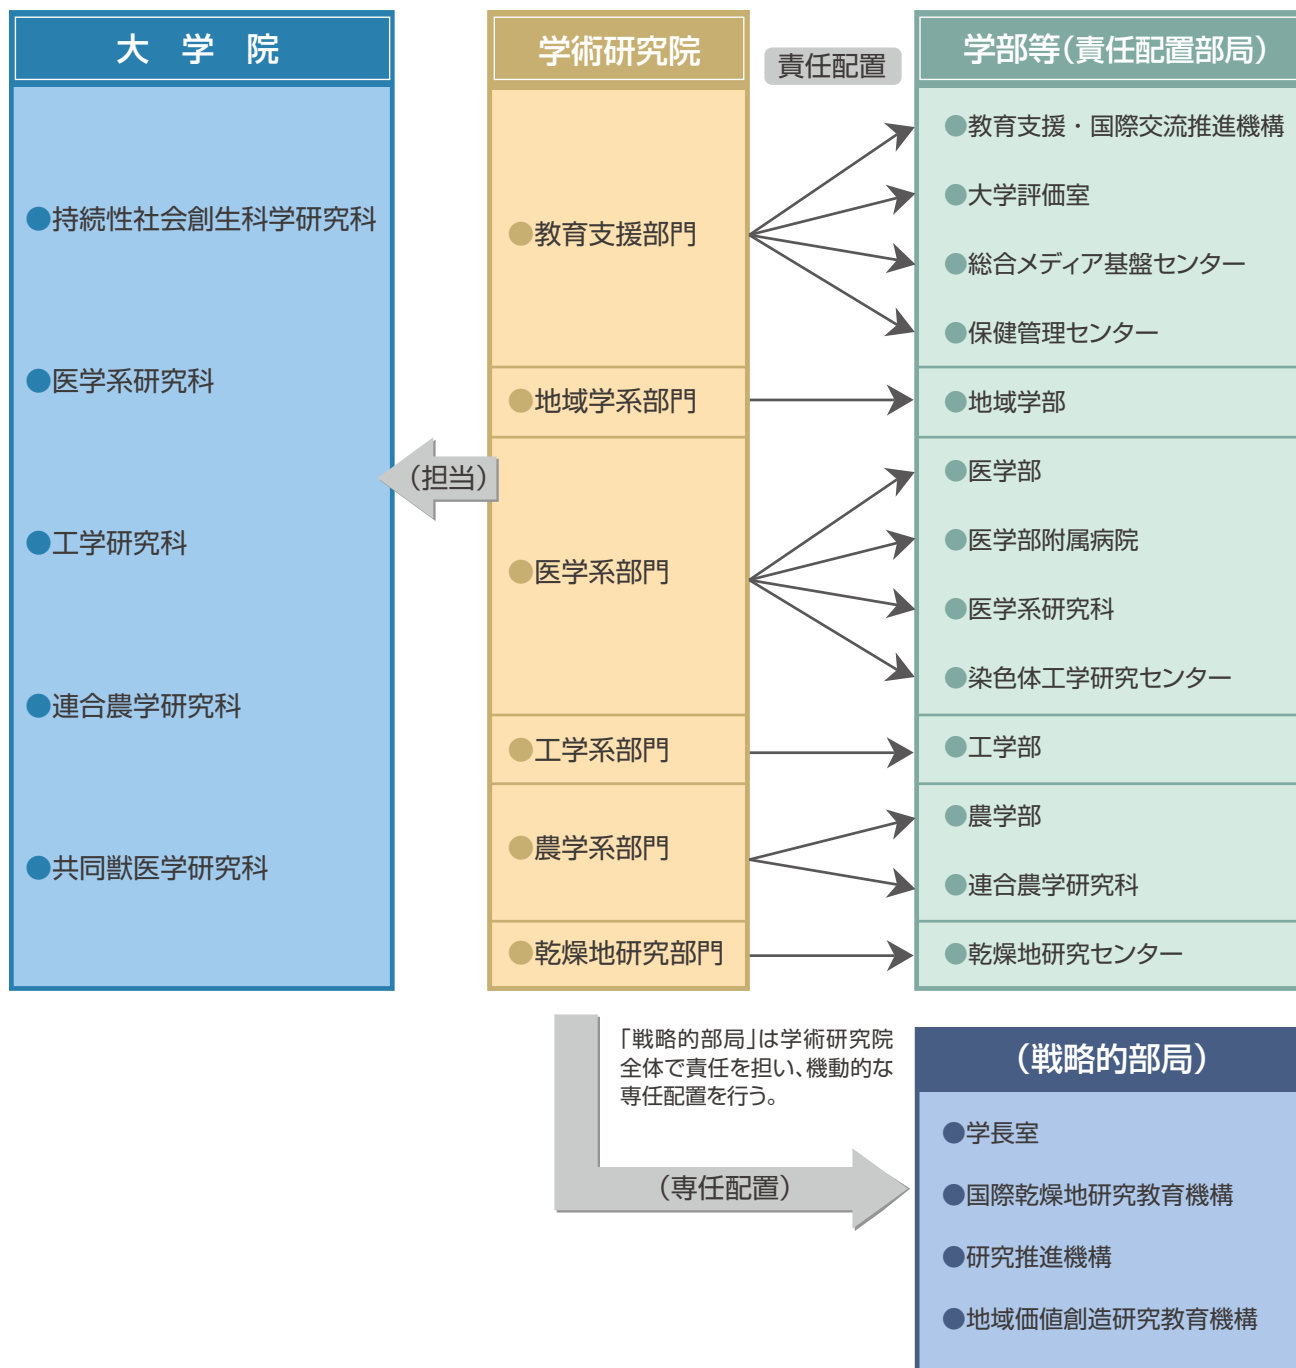 大学院
●持続性社会創生科学研究科
●医学系研究科
●工学研究科
●連合農学研究科
●共同獣医学研究科
（担当）
学術研究院
●教育支援部門
●地域学系部門
●医学系部門
●工学系部門
●農学系部門
●乾燥地研究部門
責任配置
学部等（責任配置部局）
●教育支援・国際交流推進機構
●大学評価室
●総合メディア基盤センター
●保健管理センター
●地域学部
●医学部
●医学部附属病院
●医学系研究科
●染色体工学研究センター
●工学部
●農学部
●連合農学研究科
●乾燥地研究センター
「戦略的部局」は学術研究院
全体で責任を担い、機動的な
専任配置を行う。
（専任配置）
（戦略的部局）
●学長室
●国際乾燥地研究教育機構
●研究推進機構
●地域価値創造研究教育機構